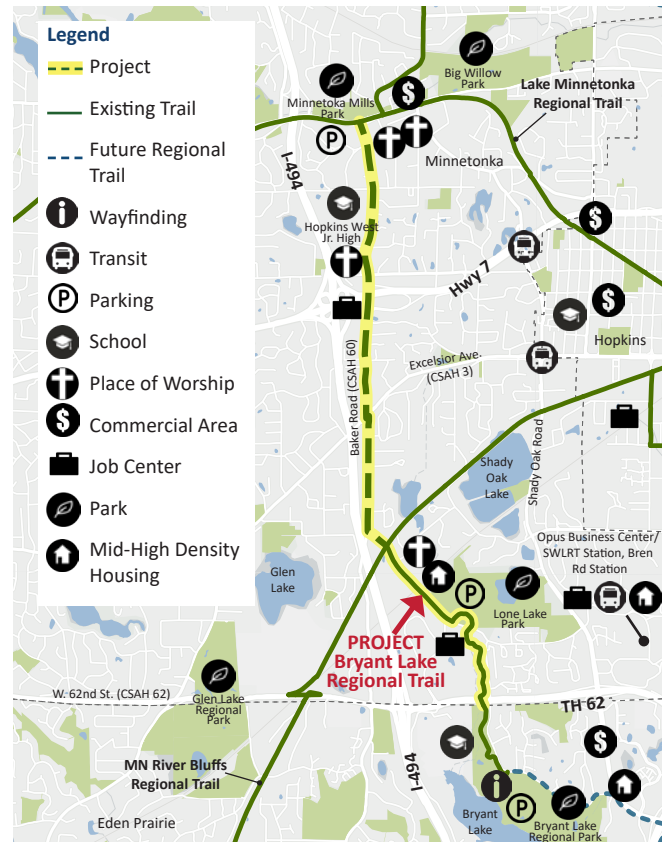 Legend
Project
Existing Trail
Future Regional
Trail
Wayfinding
Transit
P
Parking
School
Place of Worship
$
Commercial Area
Job Center
Park
Mid-High Density
Housing
Big Willow
Park
Minnetoka Mills
Park
$
Lake Minnetonka
Regional Trail
P
I-494
Minnetonka
Hopkins West
Jr. High
$
Hwy 7
$
Hopkins
Excelsior Ave.
(CSAH 3)
Baker Road (CSAH 60)
Shady Oak Road
Shady
Oak
Lake
Opus Business Center/
SWLRT Station, Bren
Rd Station
Glen
Lake
P
Lone Lake
Park
PROJECT
Bryant Lake
Regional Trail
W. 62nd St. (CSAH 62)
Glen Lake
Regional
Park
TH 62
$
MN River Bluffs
Regional Trail
I-494
Eden Prairie
Bryant
Lake
P
Bryant Lake
Regional Park